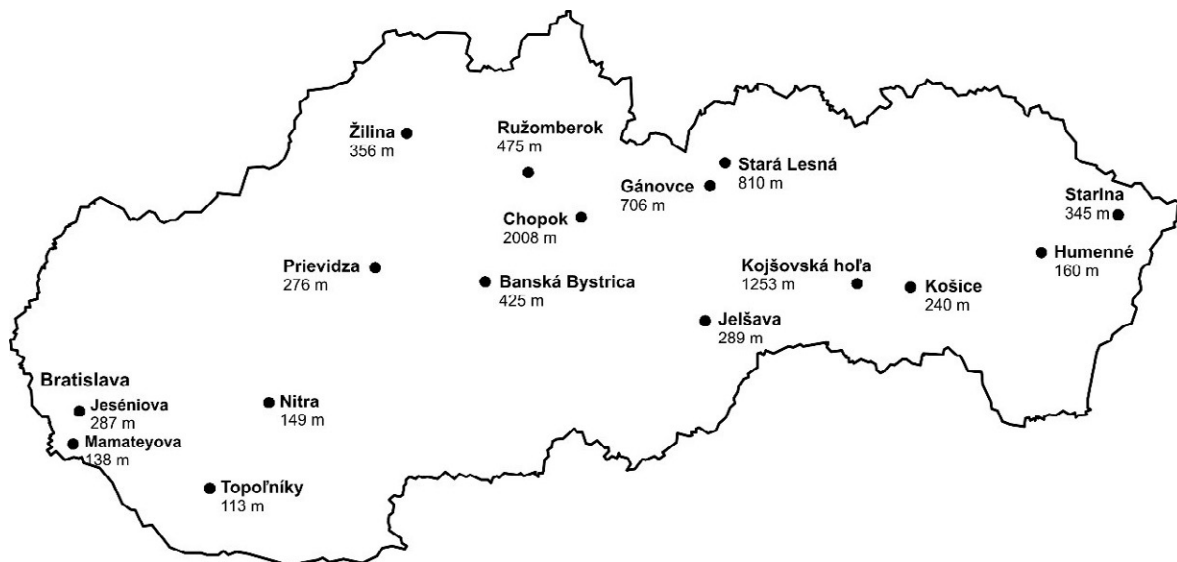 Žilina
356 m
Ružomberok
475 m
Stará Lesná
810 m
Gánovce
706 m
Chopok
2008 m
Starlna
345 m
Humenné
160 m
Prievidza
276 m
Banská Bystrica
425 m
Kojšovská hoľa
1253 m
Košice
240 m
Jelšava
289 m
Bratislava
Jeséniova
287 m
Mamateyova
138 m
Nitra
149 m
Topoľníky
113 m